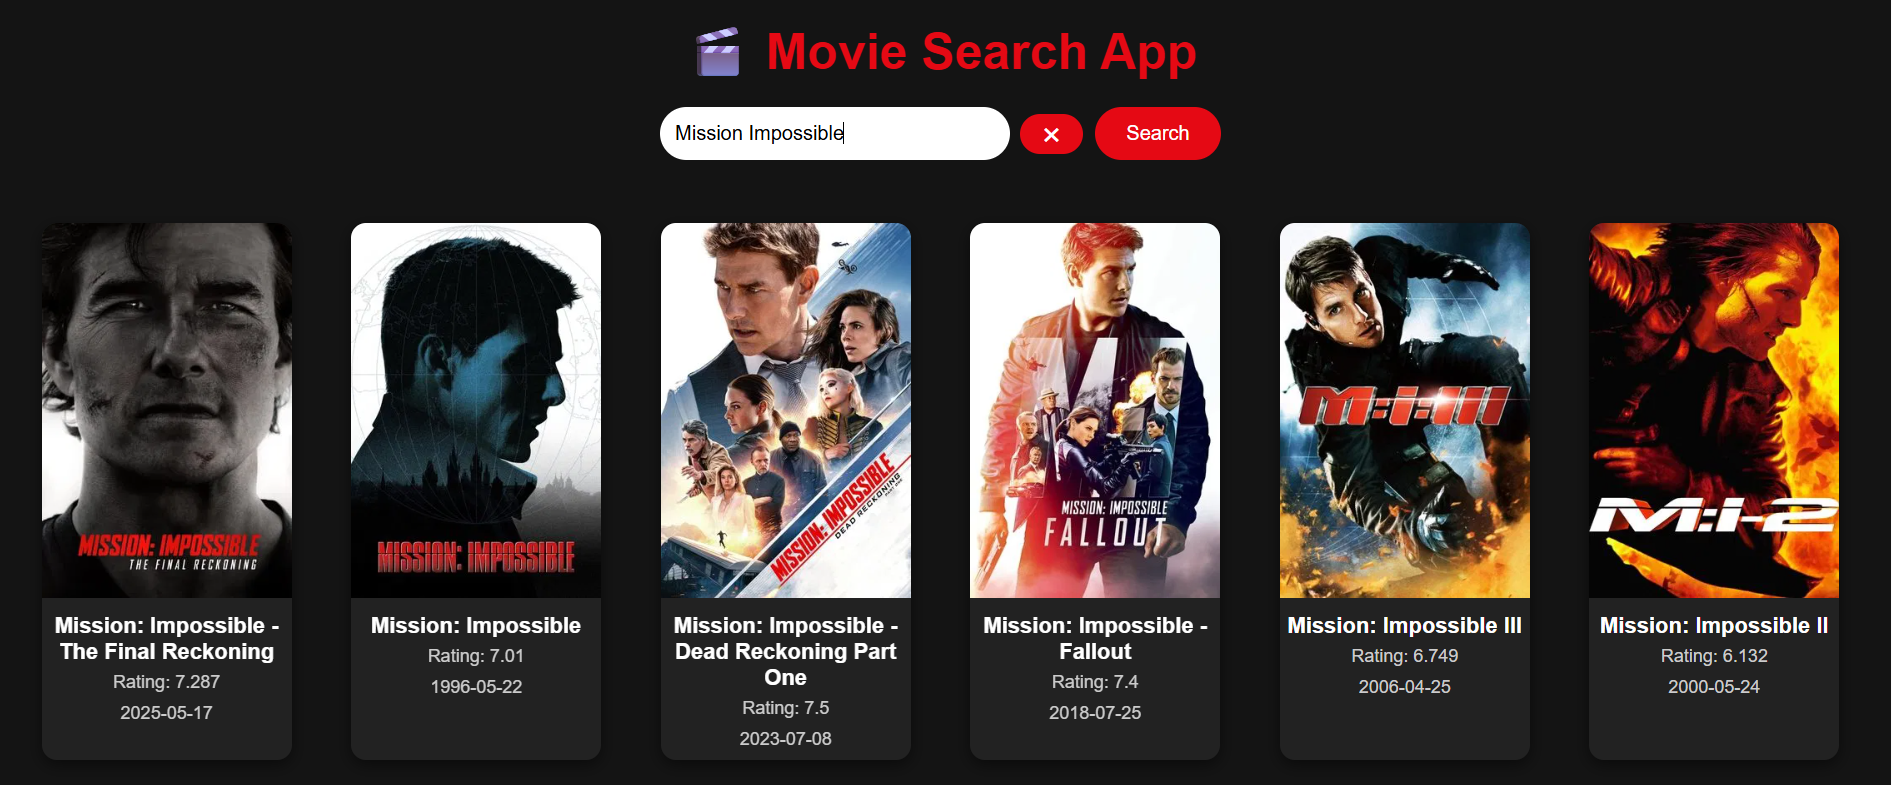 Movie Search App
Mission Impossible
×
Search
MISSION: IMPOSSIBLE
THE FINAL RECKONING
MISSION: IMPOSSIBLE
MISSION: IMPOSSIBLE
DEAD RECKONING
PART ONE
MISSION: IMPOSSIBLE
FALLOUT
M:i:III
M:I-2
Mission: Impossible -
The Final Reckoning
Rating: 7.287
2025-05-17
Mission: Impossible
Rating: 7.01
1996-05-22
Mission: Impossible -
Dead Reckoning Part
One
Rating: 7.5
2023-07-08
Mission: Impossible -
Fallout
Rating: 7.4
2018-07-25
Mission: Impossible III
Rating: 6.749
2006-04-25
Mission: Impossible II
Rating: 6.132
2000-05-24